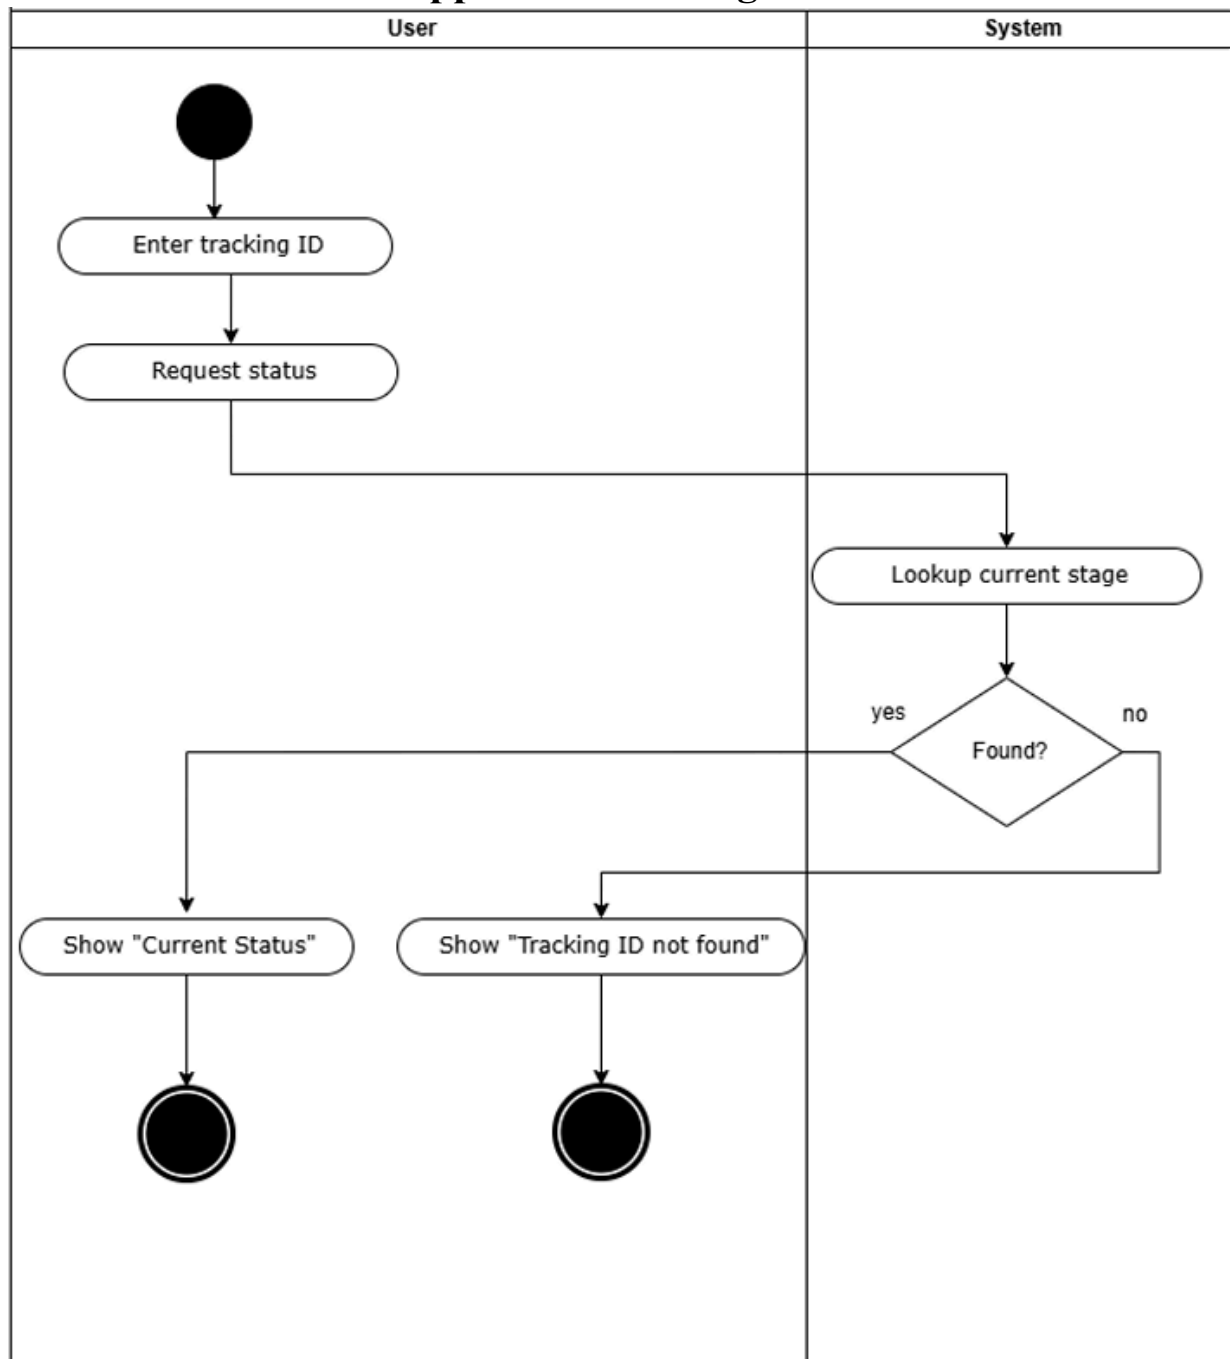 User
System
Enter tracking ID
Request status
Lookup current stage
yes
no
Found?
Show "Current Status"
Show "Tracking ID not found"